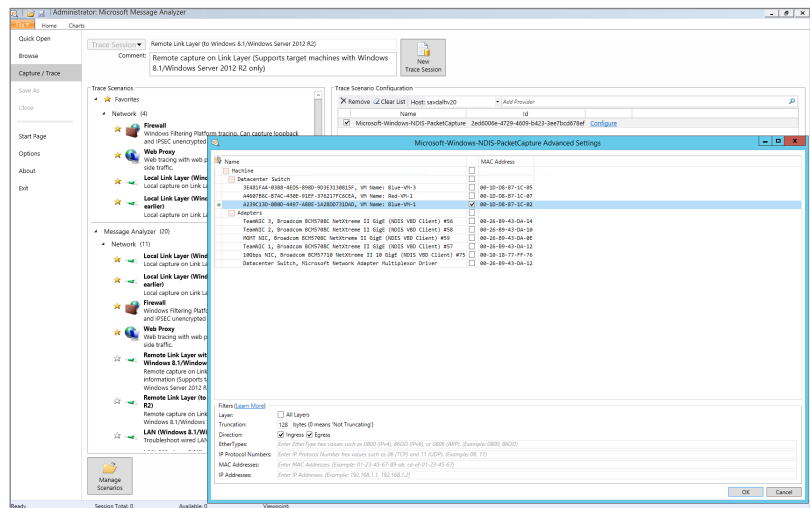 Administrator: Microsoft Message Analyzer
File
Home
Charts
Quick Open
Browse
Capture / Trace
Save As
Close
Start Page
Options
About
Exit
Trace Session
Remote Link Layer (to Windows 8.1/Windows Server 2012 R2)
Comment:
Remote capture on Link Layer (Supports target machines with Windows
8.1/Windows Server 2012 R2 only)
New
Trace Session
Trace Scenarios
Favorites
Network (4)
Firewall
Windows Filtering Platform tracing. Can capture loopback
and IPSEC unencrypted
Web Proxy
Web tracing with web p
side traffic.
Local Link Layer (Wind
Local capture on Link La
Local Link Layer (Wind
earlier)
Local capture on Link La
Message Analyzer (20)
Network (11)
Local Link Layer (Wind
Local capture on Link La
Local Link Layer (Wind
earlier)
Local capture on Link La
Firewall
Windows Filtering Platfo
and IPSEC unencrypted
Web Proxy
Web tracing with web p
side traffic.
Remote Link Layer wit
Windows 8.1/Window
Remote capture on Link
information (Supports ta
Windows Server 2012 R
Remote Link Layer (to
R2)
Remote capture on Link
Windows 8.1/Windows
LAN (Windows 8.1/Wi
Troubleshoot wired LAN
Manage
Scenarios
Trace Scenario Configuration
Remove Clear List Host: savdalhv20 Add Provider
Name Id
Microsoft-Windows-NDIS-PacketCapture 2ed6006e-4729-4609-b423-3ee7bcd678ef Configure
Microsoft-Windows-NDIS-PacketCapture Advanced Settings
Name MAC Address
Machine
Datacenter Switch
3E4B1FA4-03B8-4ED5-898D-9D3E3130B15F, VM Name: Blue-VM-3 00-1D-D8-B7-1C-05
A4607B6C-87AC-430E-91EF-376217FC6CEA, VM Name: Red-VM-1 00-1D-D8-B7-1C-07
A239C13D-0B8D-4497-A8BE-1A28DD731DAD, VM Name: Blue-VM-1 00-1D-D8-B7-1C-02
Adapters
TeamNIC 3, Broadcom BCM5708C NetXtreme II GigE (NDIS VBD Client) #56 00-26-B9-43-DA-14
TeamNIC 2, Broadcom BCM5708C NetXtreme II GigE (NDIS VBD Client) #58 00-26-B9-43-DA-10
MGMT NIC, Broadcom BCM5708C NetXtreme II GigE (NDIS VBD Client) #59 00-26-B9-43-DA-0E
TeamNIC 1, Broadcom BCM5708C NetXtreme II GigE (NDIS VBD Client) #57 00-26-B9-43-DA-12
10Gbps NIC, Broadcom BCM57710 NetXtreme II 10 GigE (NDIS VBD Client) #75 00-10-18-77-FF-76
Datacenter Switch, Microsoft Network Adapter Multiplexor Driver 00-26-B9-43-DA-12
Filters (Learn More)
Layer: All Layers
Truncation: 128 bytes (0 means 'Not Truncating')
Direction: Ingress Egress
EtherTypes: Enter EtherType hex values such as 0800 (IPv4), 86DD (IPv6), or 0806 (ARP). (Example: 0800, 86DD)
IP Protocol Numbers: Enter IP Protocol Number hex values such as 06 (TCP) and 11 (UDP). (Example: 06, 11)
MAC Addresses: Enter MAC Addresses. (Example: 01-23-45-67-89-ab, cd-ef-01-23-45-67)
IP Addresses: Enter IP Addresses. (Example: 192.168.1.1, 192.168.1.2)
OK
Cancel
Ready
Session Total: 0
Available: 0
Viewpoint: